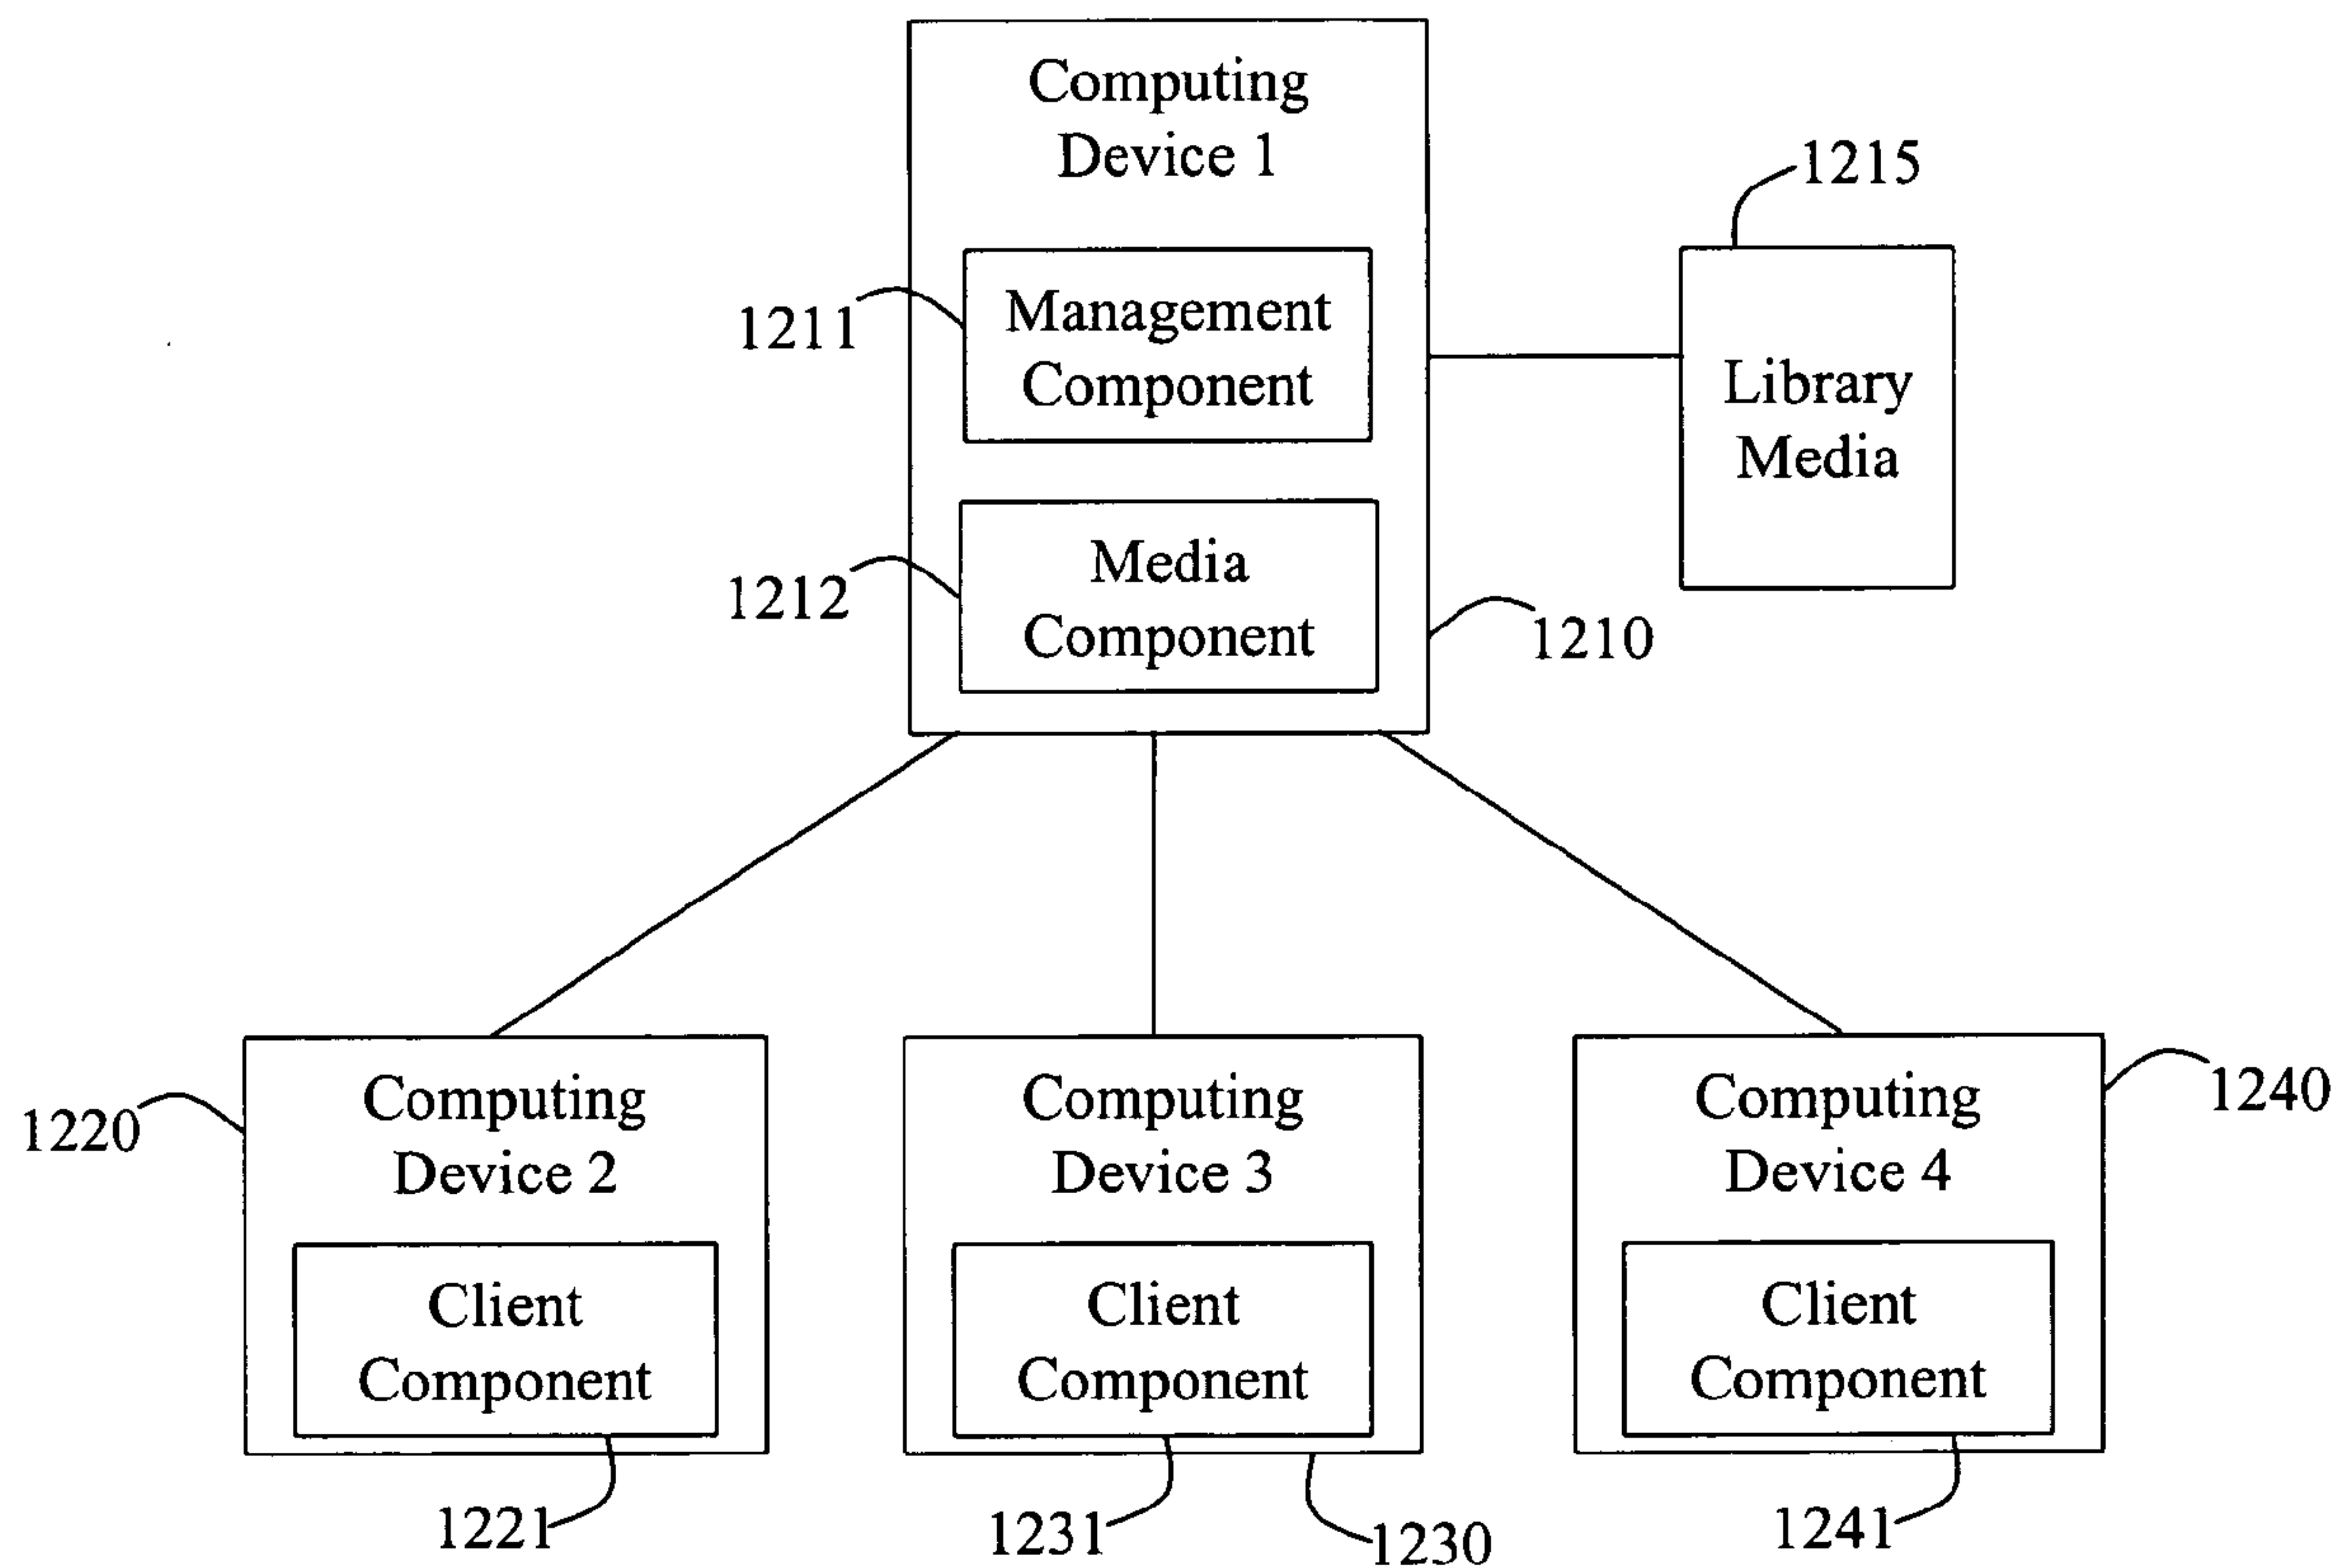 Computing
Device 1
1215
1211
Management
Component
Library
Media
1212
Media
Component
1210
1220
Computing
Device 2
Client
Component
1221
Computing
Device 3
Client
Component
1231
1230
Computing
Device 4
1240
Client
Component
1241